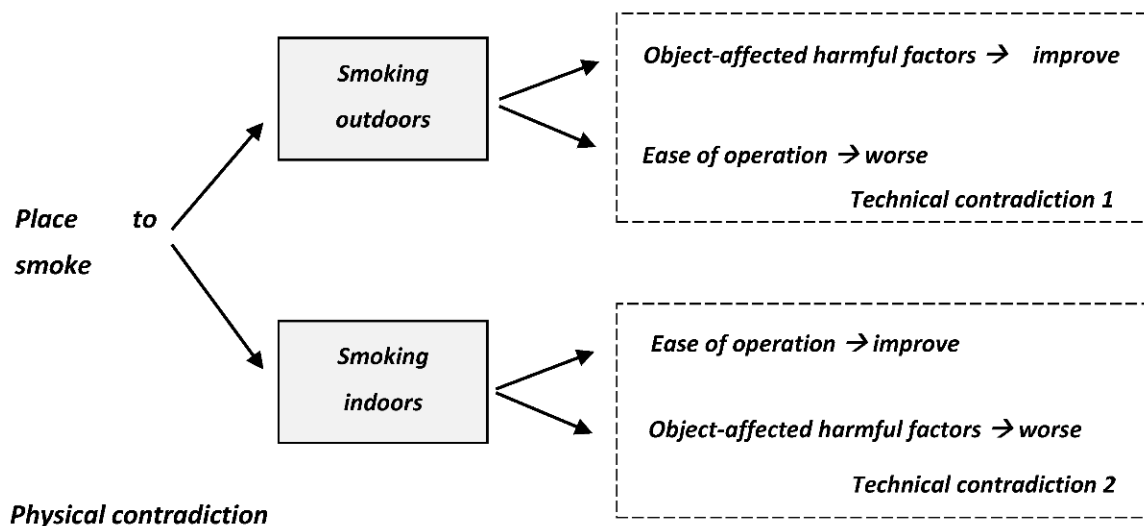 Place to
smoke
Smoking
outdoors
Object-affected harmful factors → improve
Ease of operation → worse
Technical contradiction 1
Smoking
indoors
Ease of operation → improve
Object-affected harmful factors → worse
Technical contradiction 2
Physical contradiction